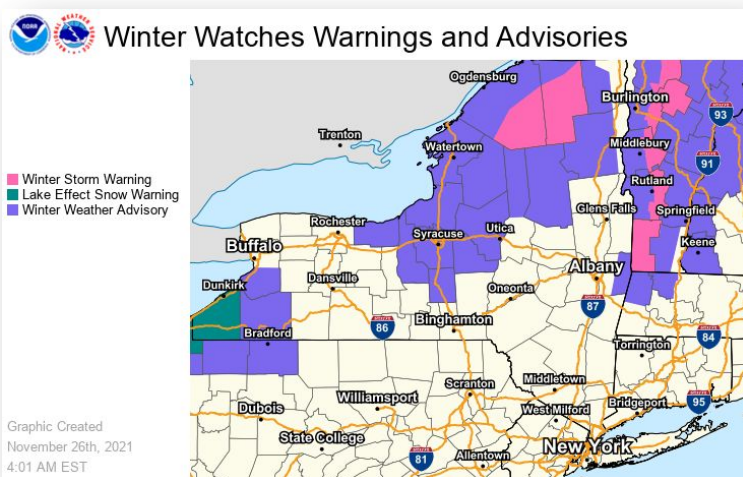 noaa
Winter Watches Warnings and Advisories
Winter Storm Warning
Lake Effect Snow Warning
Winter Weather Advisory
Graphic Created
November 26th, 2021
4:01 AM EST
Ogdensburg
Burlington
93
Trenton
Watertown
Middlebury
91
Rutland
Rochester
Glens Falls
Springfield
Syracuse
Utica
Buffalo
Keene
Dunkirk
Dansville
Albany
Oneonta
87
Bradford
86
Binghamton
84
Torrington
Scranton
Middletown
Williamsport
95
Dubois
West Milford
Bridgeport
State College
New York
81
Allentown